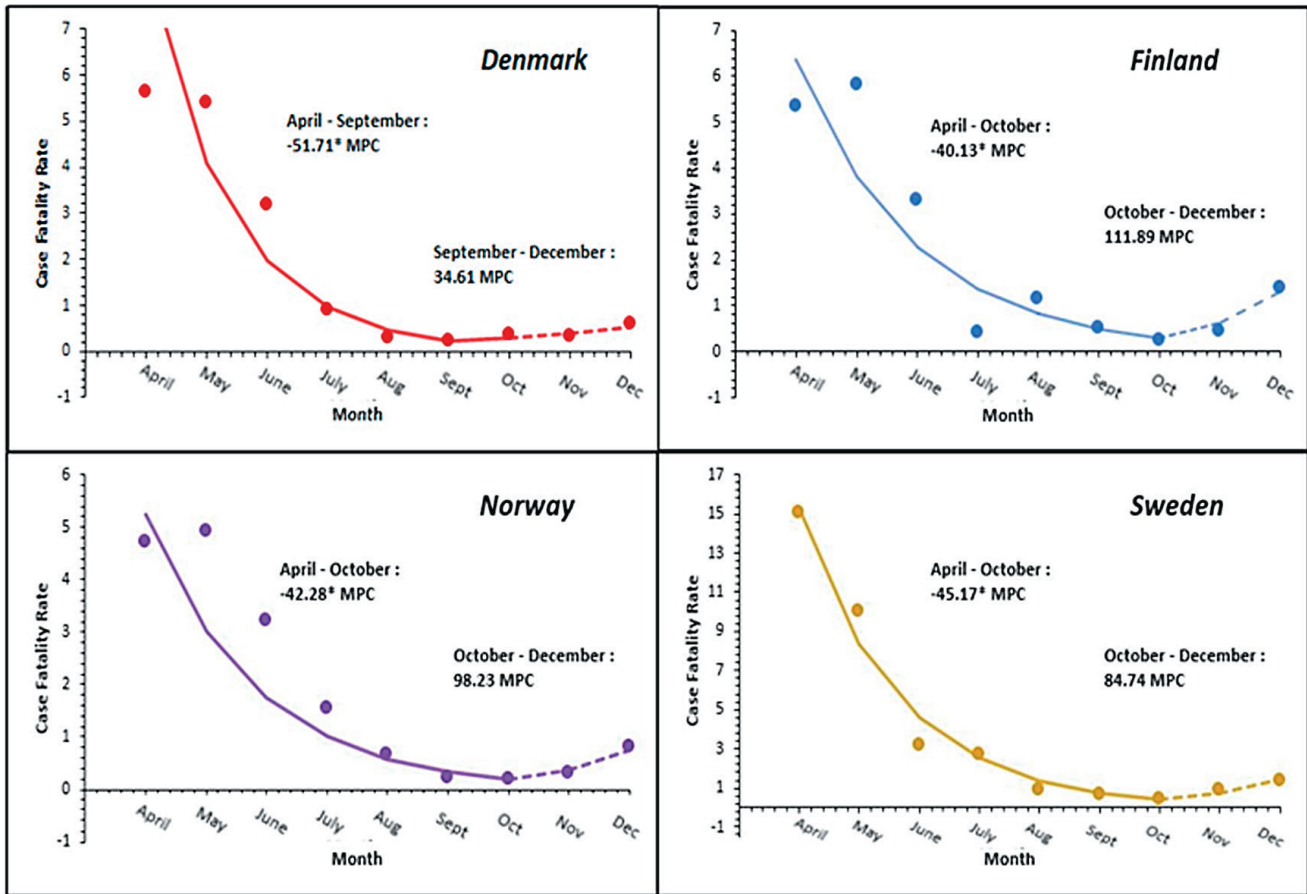 Denmark
Case Fatality Rate
7
6
5
4
3
2
1
0
-1
April - September :
-51.71* MPC
September - December :
34.61 MPC
April May June July Aug Sept Oct Nov Dec
Month
Finland
Case Fatality Rate
7
6
5
4
3
2
1
0
-1
April - October :
-40.13* MPC
October - December :
111.89 MPC
April May June July Aug Sept Oct Nov Dec
Month
Norway
Case Fatality Rate
6
5
4
3
2
1
0
-1
April - October :
-42.28* MPC
October - December :
98.23 MPC
April May June July Aug Sept Oct Nov Dec
Month
Sweden
Case Fatality Rate
17
15
13
11
9
7
5
3
1
-1
April - October :
-45.17* MPC
October - December :
84.74 MPC
April May June July Aug Sept Oct Nov Dec
Month